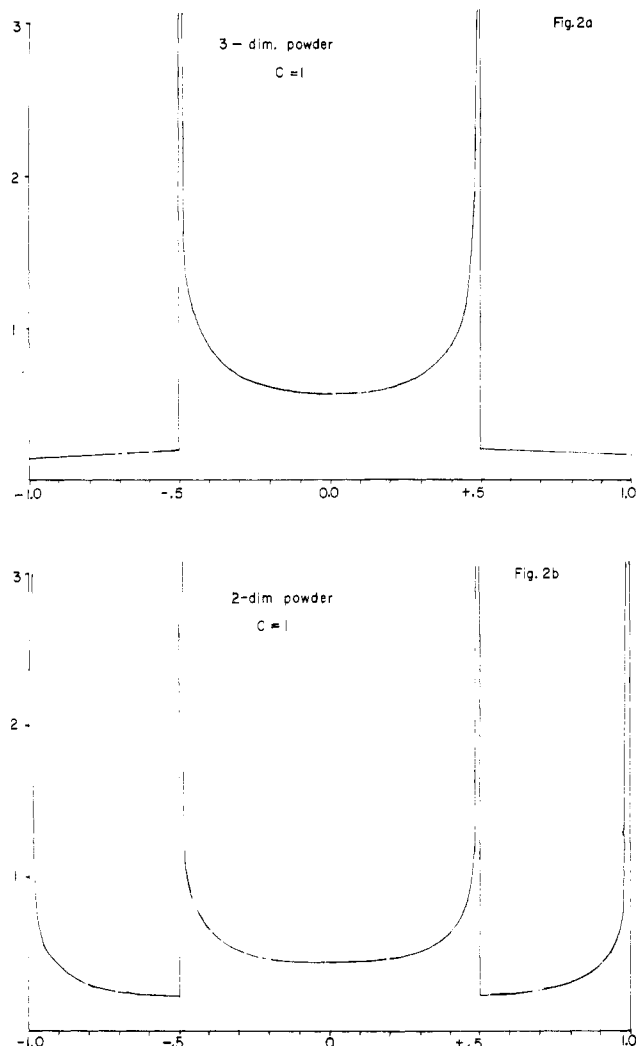 3
Fig. 2a
3 - dim. powder
C = 1
2
1
-1.0 -.5 0.0 +.5 1.0
3
Fig. 2b
2-dim powder
C = 1
2
1
-1.0 -.5 0 +.5 1.0